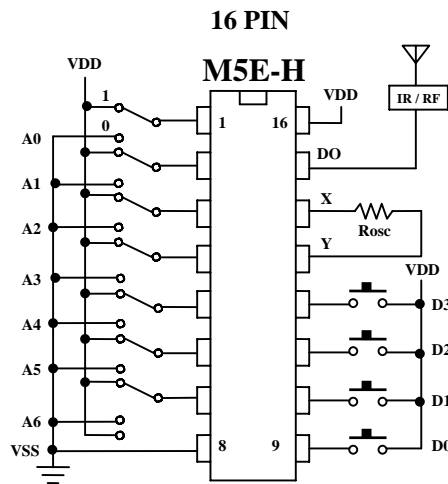 16 PIN
VDD
M5E-H
1
0
VDD
IR / RF
1
16
A0
DO
A1
X
A2
Y
Rosc
VDD
A3
D3
A4
D2
A5
D1
A6
VSS
8
9
D0